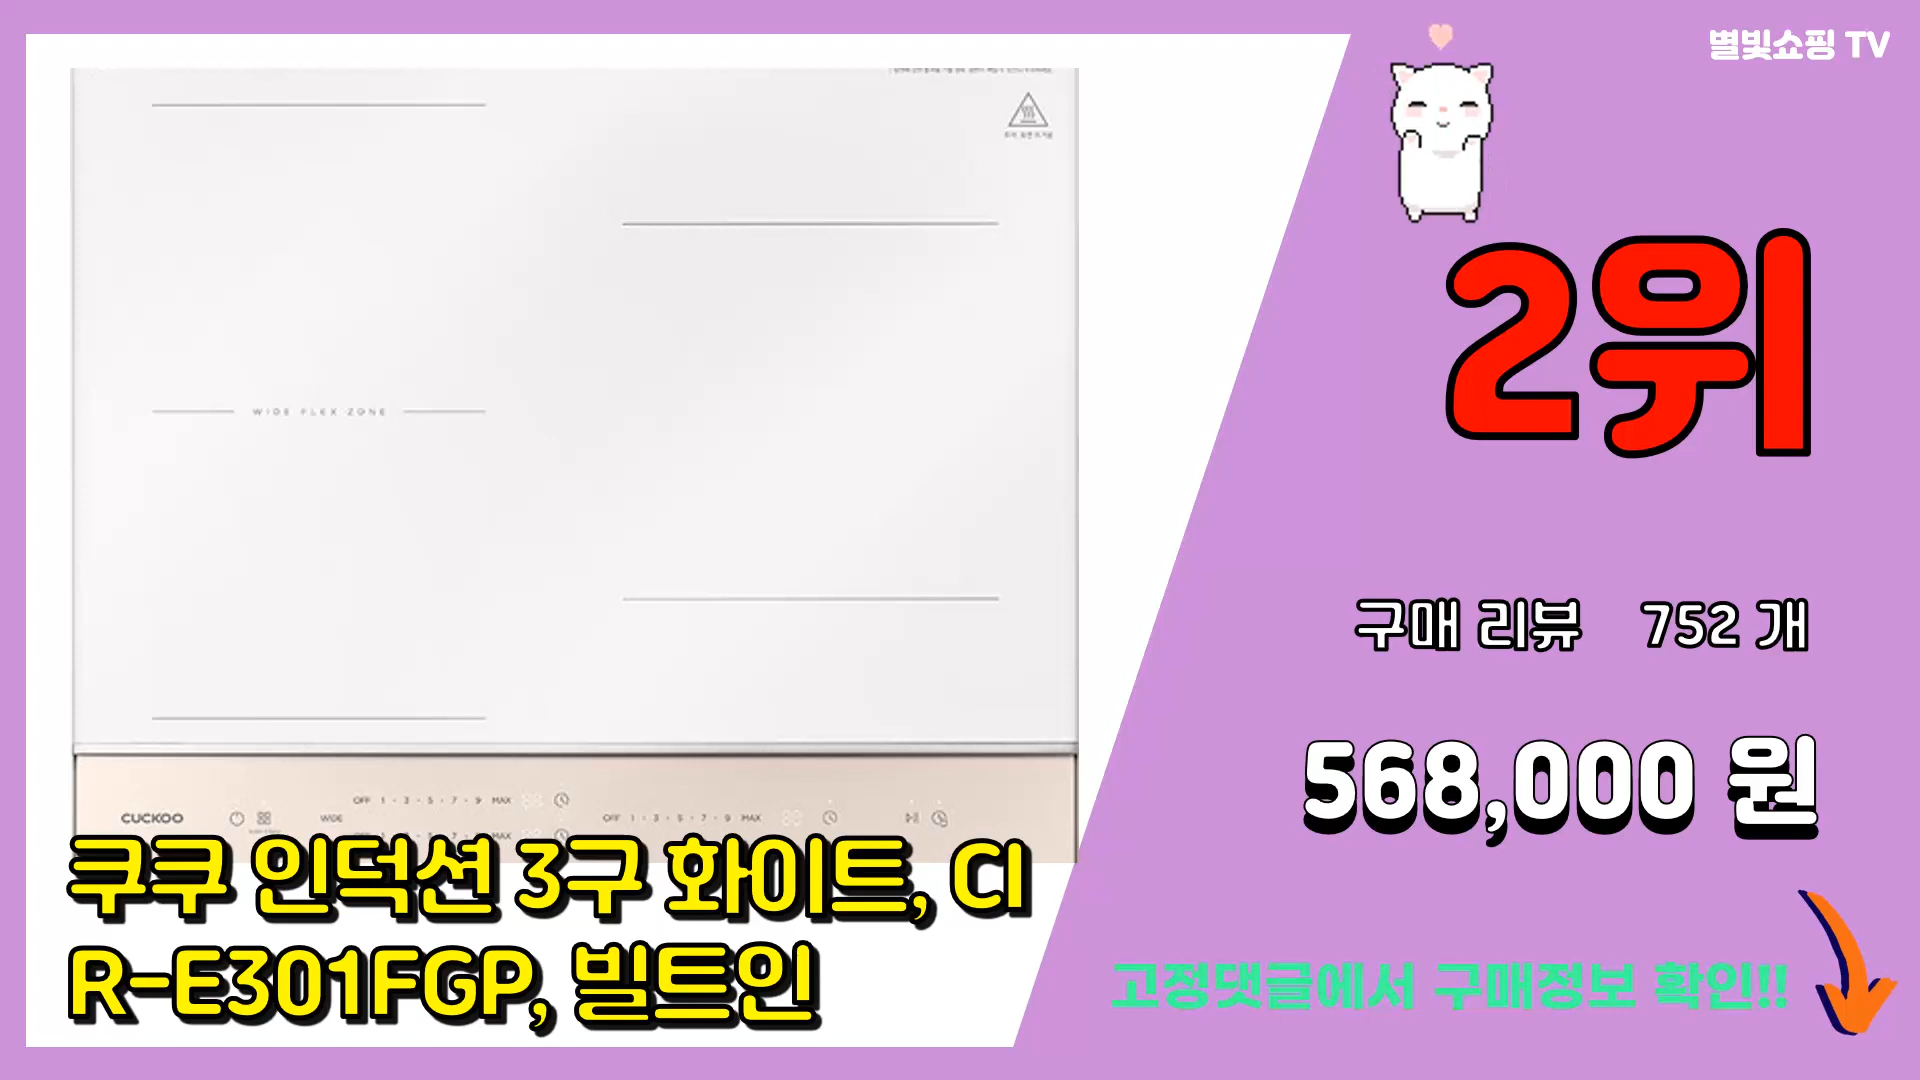 별빛쇼핑 TV
2위
WIDE FLEX ZONE
구매 리뷰 752 개
568,000 원
OFF 1 · 3 · 5 · 7 · 9 MAX
CUCKOO WIDE OFF 1 · 3 · 5 · 7 · 9 MAX
MAX
쿠쿠 인덕션 3구 화이트, CI
R-E301FGP, 빌트인
고정댓글에서 구매정보 확인!!